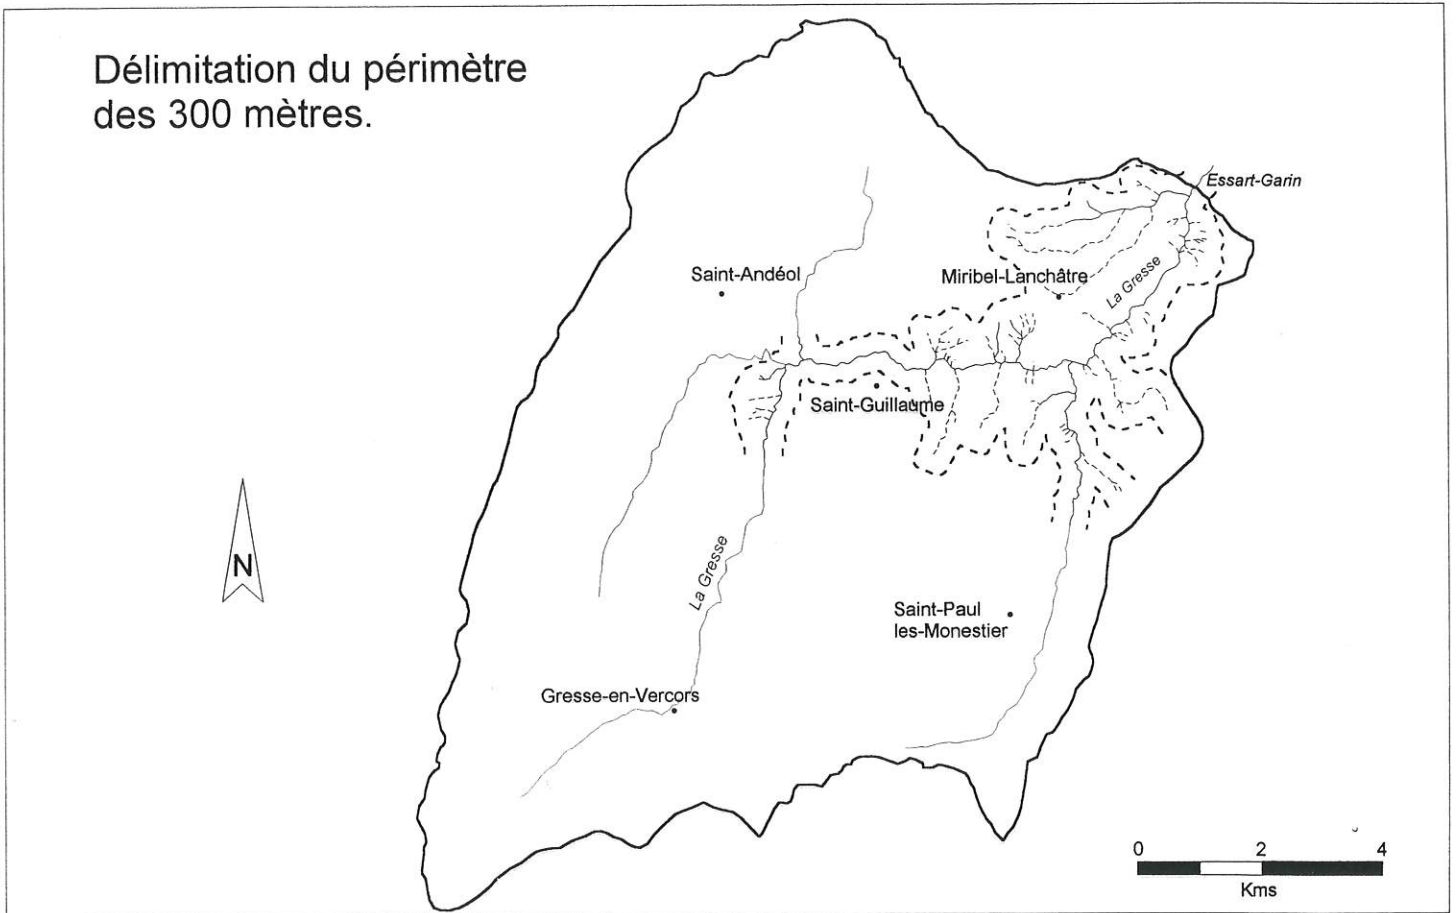 Délimitation du périmètre
des 300 mètres.
Essart-Garin
Saint-Andéol
Miribel-Lanchâtre
La Gresse
Saint-Guillaume
N
La Gresse
Saint-Paul
les-Monestier
Gresse-en-Vercors
0 2 4
Kms